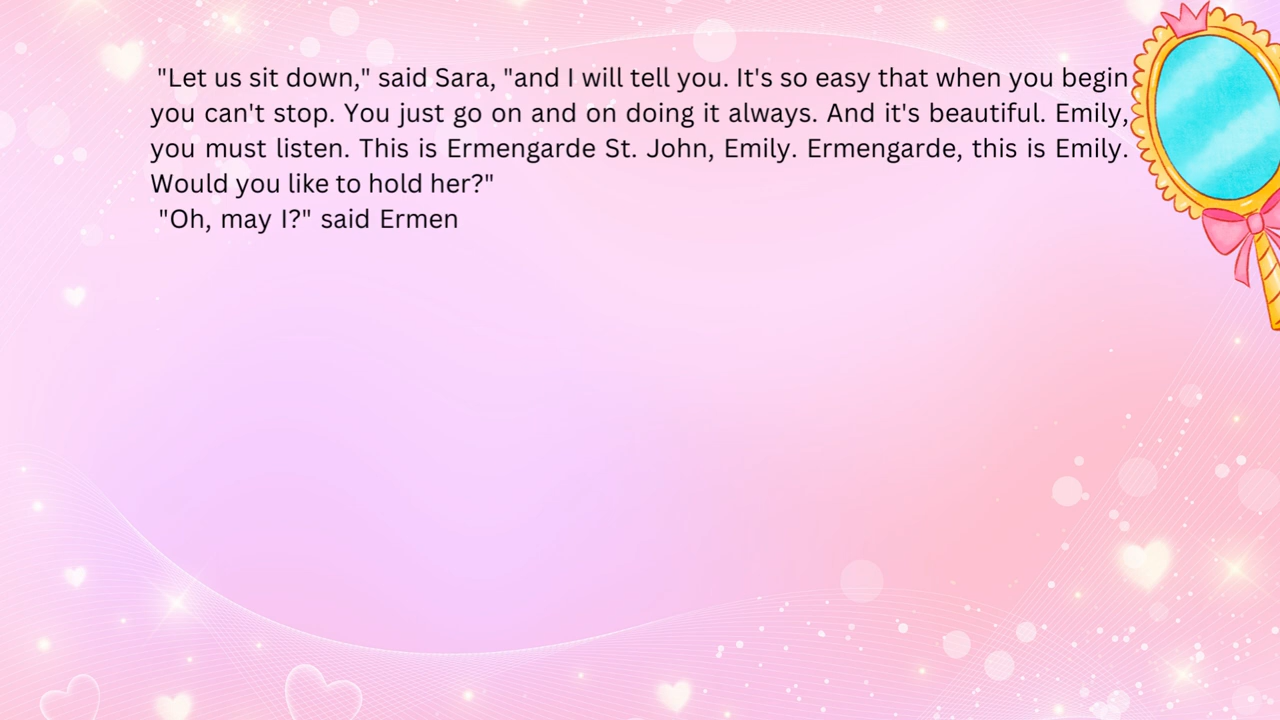 "Let us sit down," said Sara, "and I will tell you. It's so easy that when you begin
you can't stop. You just go on and on doing it always. And it's beautiful. Emily,
you must listen. This is Ermengarde St. John, Emily. Ermengarde, this is Emily.
Would you like to hold her?"
"Oh, may I?" said Ermen